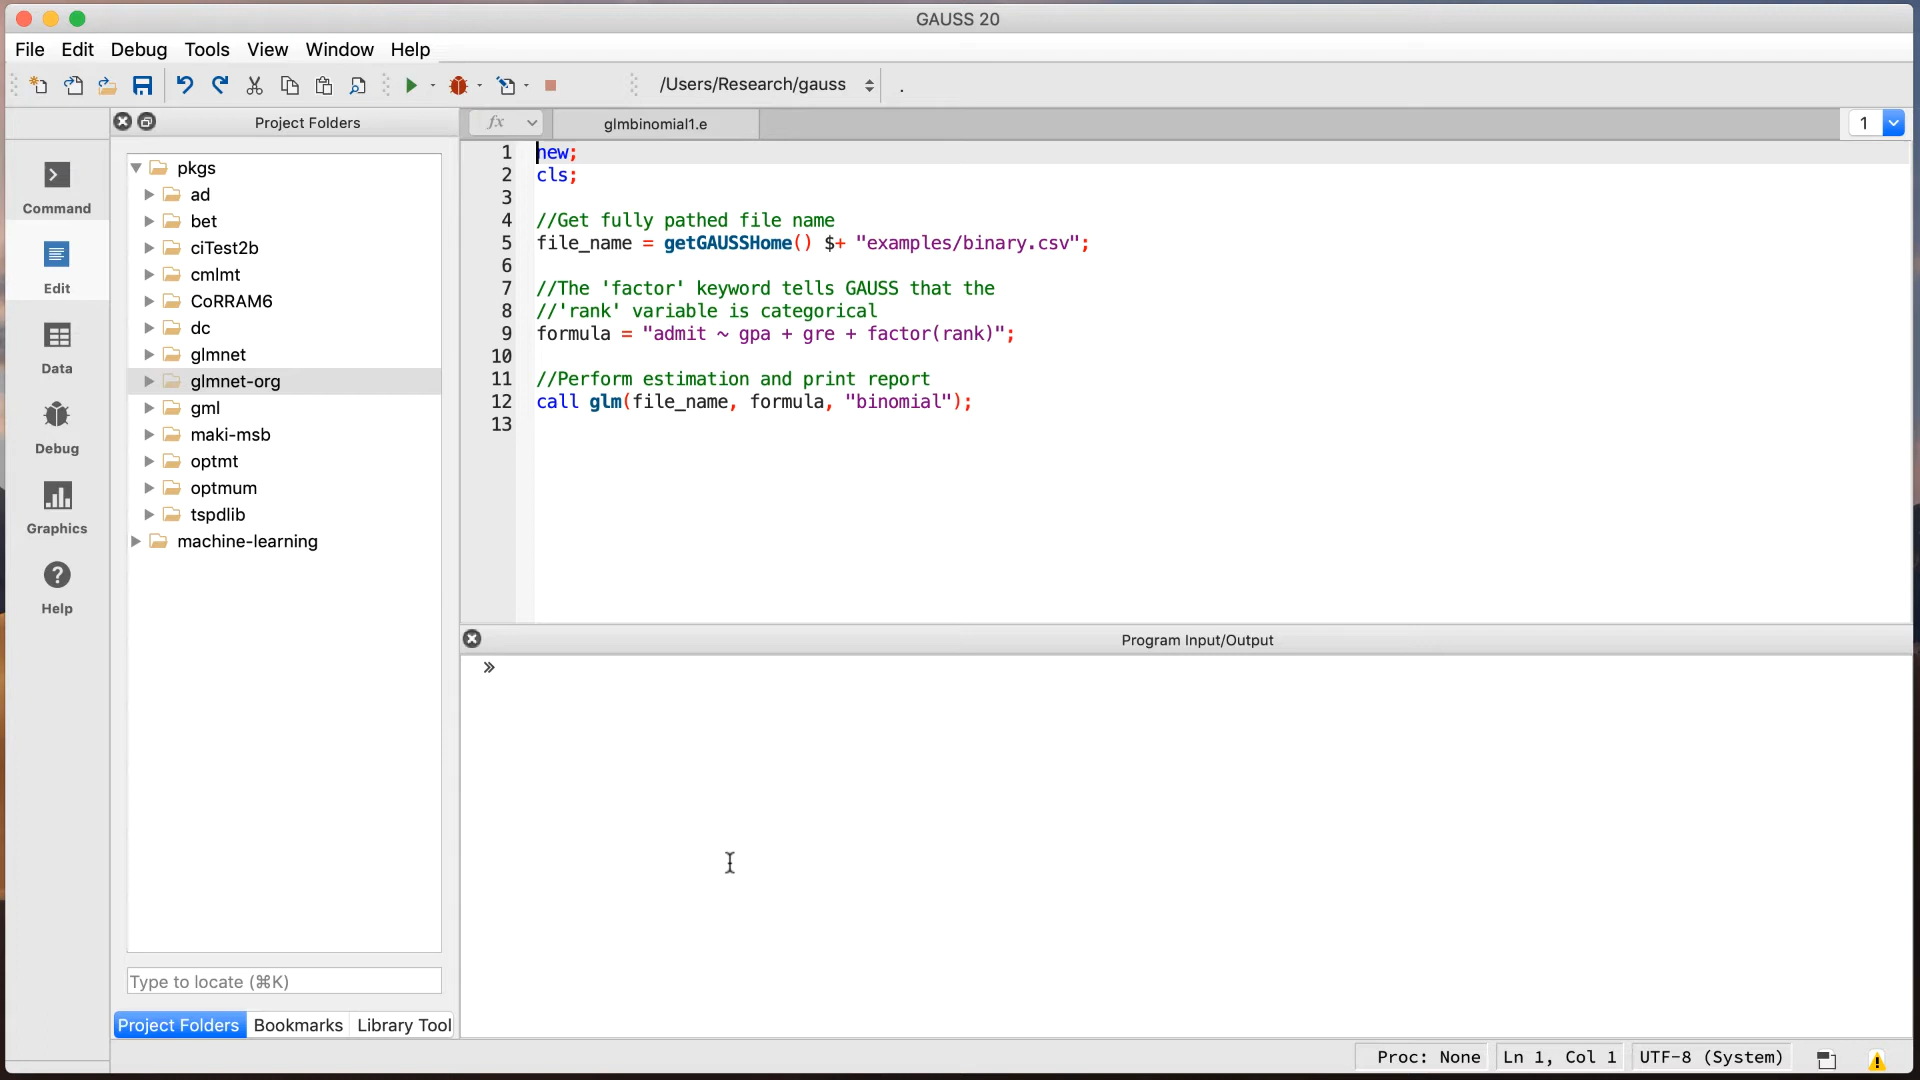 GAUSS 20
File Edit Debug Tools View Window Help
/Users/Research/gauss
.
Command
Edit
Data
Debug
Graphics
Help
Project Folders
pkgs
ad
bet
ciTest2b
cmlmt
CoRRAM6
dc
glmnet
glmnet-org
gml
maki-msb
optmt
optmum
tspdlib
machine-learning
Type to locate (⌘K)
Project Folders Bookmarks Library Tool
fx glmbinomial1.e 1
1 new;
2 cls;
3
4 //Get fully pathed file name
5 file_name = getGAUSSHome() $+ "examples/binary.csv";
6
7 //The 'factor' keyword tells GAUSS that the
8 //'rank' variable is categorical
9 formula = "admit ~ gpa + gre + factor(rank)";
10
11 //Perform estimation and print report
12 call glm(file_name, formula, "binomial");
13
Program Input/Output
»
Proc: None Ln 1, Col 1 UTF-8 (System)